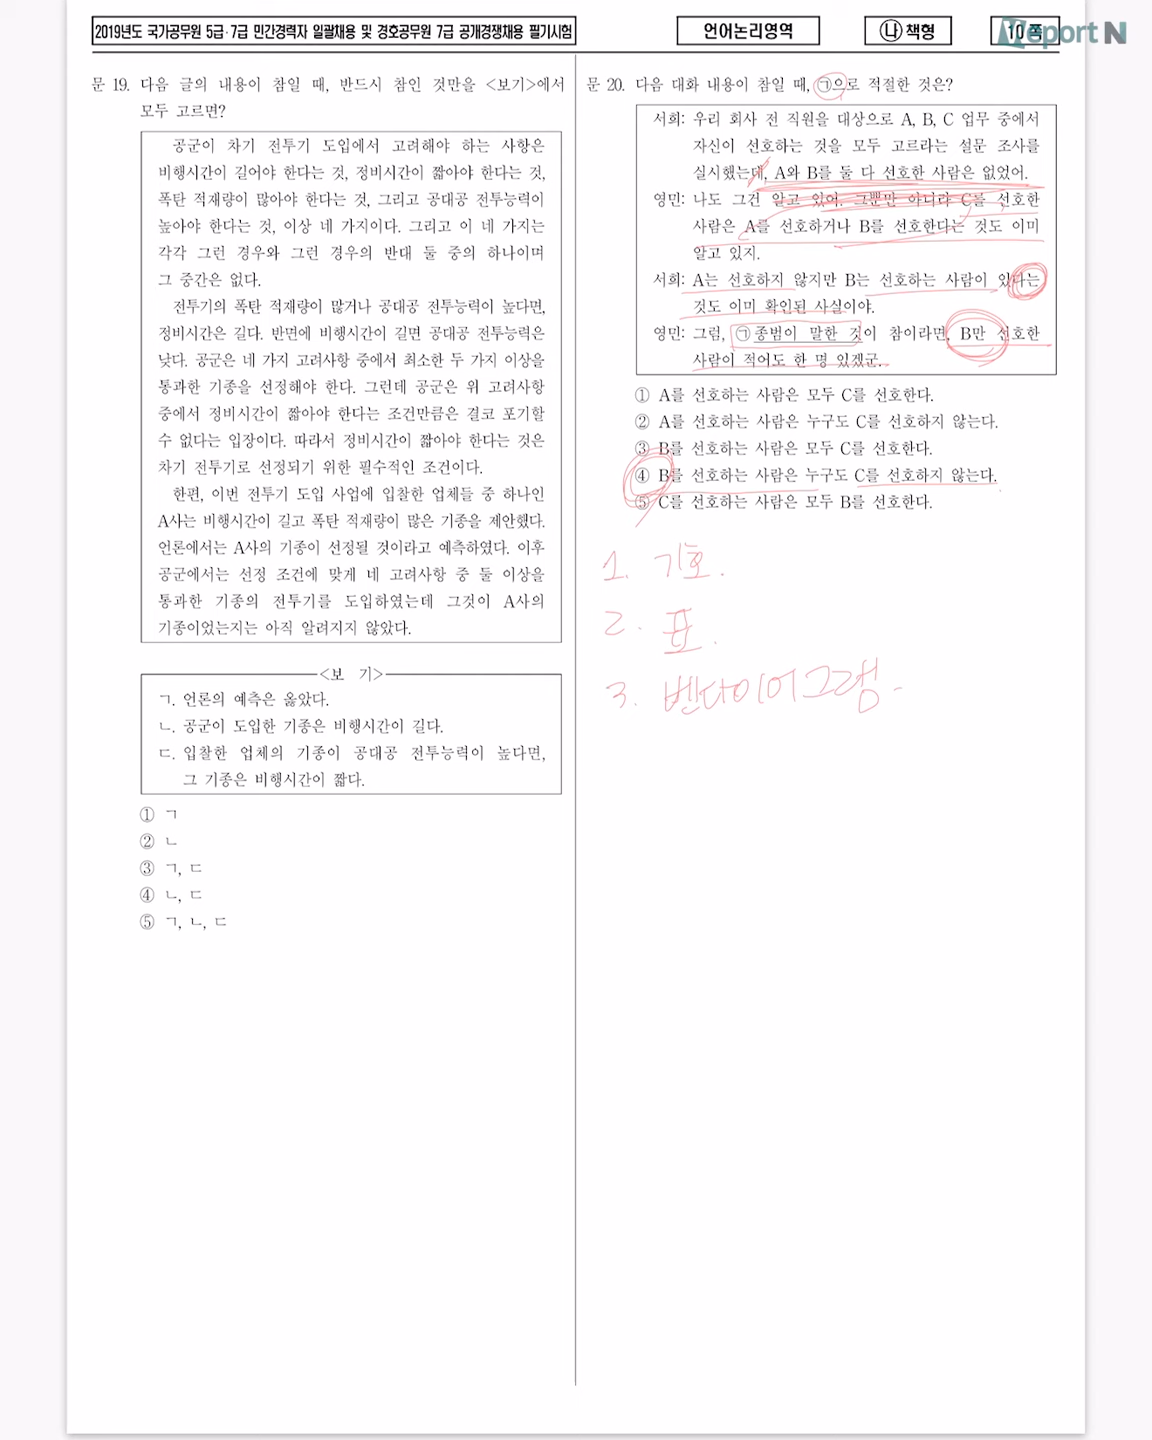 2019년도 국가공무원 5급·7급 민간경력자 일괄채용 및 경호공무원 7급 공개경쟁채용 필기시험
언어논리영역
㉯ 책형
10 쪽
eport N
문 19. 다음 글의 내용이 참일 때, 반드시 참인 것만을 <보기>에서
모두 고르면?
공군이 차기 전투기 도입에서 고려해야 하는 사항은
비행시간이 길어야 한다는 것, 정비시간이 짧아야 한다는 것,
폭탄 적재량이 많아야 한다는 것, 그리고 공대공 전투능력이
높아야 한다는 것, 이상 네 가지이다. 그리고 이 네 가지는
각각 그런 경우와 그런 경우의 반대 둘 중의 하나이며
그 중간은 없다.
전투기의 폭탄 적재량이 많거나 공대공 전투능력이 높다면,
정비시간은 길다. 반면에 비행시간이 길면 공대공 전투능력은
낮다. 공군은 네 가지 고려사항 중에서 최소한 두 가지 이상을
통과한 기종을 선정해야 한다. 그런데 공군은 위 고려사항
중에서 정비시간이 짧아야 한다는 조건만큼은 결코 포기할
수 없다는 입장이다. 따라서 정비시간이 짧아야 한다는 것은
차기 전투기로 선정되기 위한 필수적인 조건이다.
한편, 이번 전투기 도입 사업에 입찰한 업체들 중 하나인
A사는 비행시간이 길고 폭탄 적재량이 많은 기종을 제안했다.
언론에서는 A사의 기종이 선정될 것이라고 예측하였다. 이후
공군에서는 선정 조건에 맞게 네 고려사항 중 둘 이상을
통과한 기종의 전투기를 도입하였는데 그것이 A사의
기종이었는지는 아직 알려지지 않았다.
<보 기>
ㄱ. 언론의 예측은 옳았다.
ㄴ. 공군이 도입한 기종은 비행시간이 길다.
ㄷ. 입찰한 업체의 기종이 공대공 전투능력이 높다면,
그 기종은 비행시간이 짧다.
① ㄱ
② ㄴ
③ ㄱ, ㄷ
④ ㄴ, ㄷ
⑤ ㄱ, ㄴ, ㄷ
문 20. 다음 대화 내용이 참일 때, ㉠으로 적절한 것은?
서희: 우리 회사 전 직원을 대상으로 A, B, C 업무 중에서
자신이 선호하는 것을 모두 고르라는 설문 조사를
실시했는데, A와 B를 둘 다 선호한 사람은 없었어.
영민: 나도 그건 알고 있어. 그뿐만 아니라 C를 선호한
사람은 A를 선호하거나 B를 선호한다는 것도 이미
알고 있지.
서희: A는 선호하지 않지만 B는 선호하는 사람이 있다는
것도 이미 확인된 사실이야.
영민: 그럼, ㉠종범이 말한 것이 참이라면, B만 선호한
사람이 적어도 한 명 있겠군.
① A를 선호하는 사람은 모두 C를 선호한다.
② A를 선호하는 사람은 누구도 C를 선호하지 않는다.
③ B를 선호하는 사람은 모두 C를 선호한다.
④ B를 선호하는 사람은 누구도 C를 선호하지 않는다.
⑤ C를 선호하는 사람은 모두 B를 선호한다.
1. 기호.
2. 표.
3. 벤다이어그램.